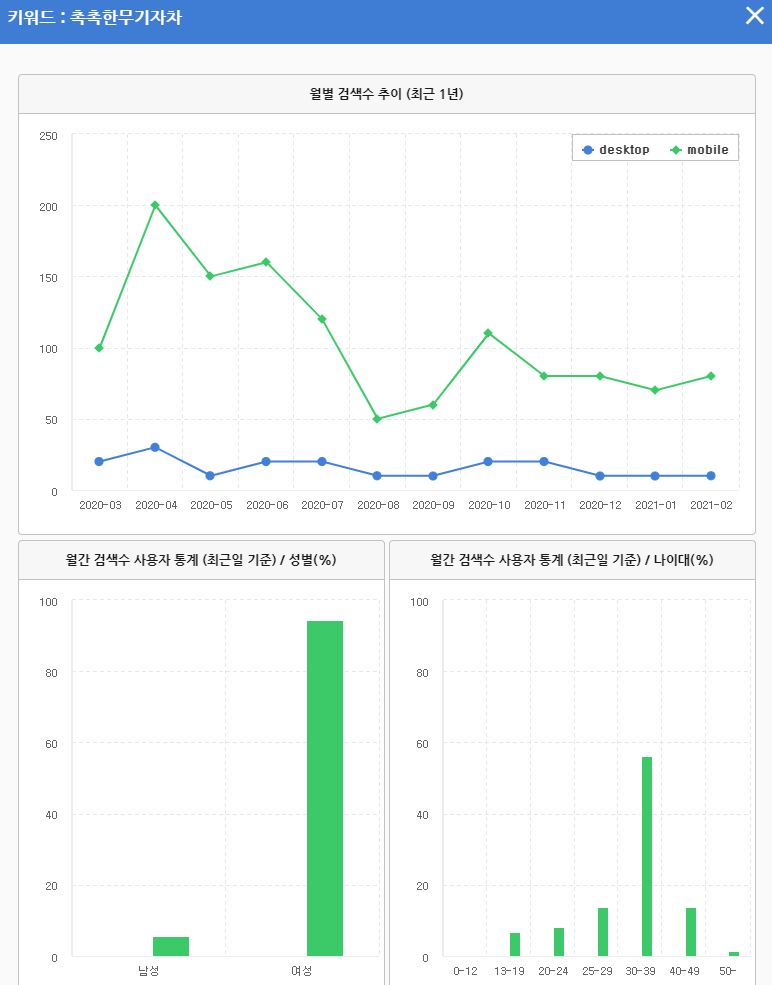 키워드 : 촉촉한무기자차
월별 검색수 추이 (최근 1년)
desktop mobile
250
200
150
100
50
0
2020-03 2020-04 2020-05 2020-06 2020-07 2020-08 2020-09 2020-10 2020-11 2020-12 2021-01 2021-02
월간 검색수 사용자 통계 (최근일 기준) / 성별(%)
100
80
60
40
20
0
남성 여성
월간 검색수 사용자 통계 (최근일 기준) / 나이대(%)
100
80
60
40
20
0
0-12 13-19 20-24 25-29 30-39 40-49 50-